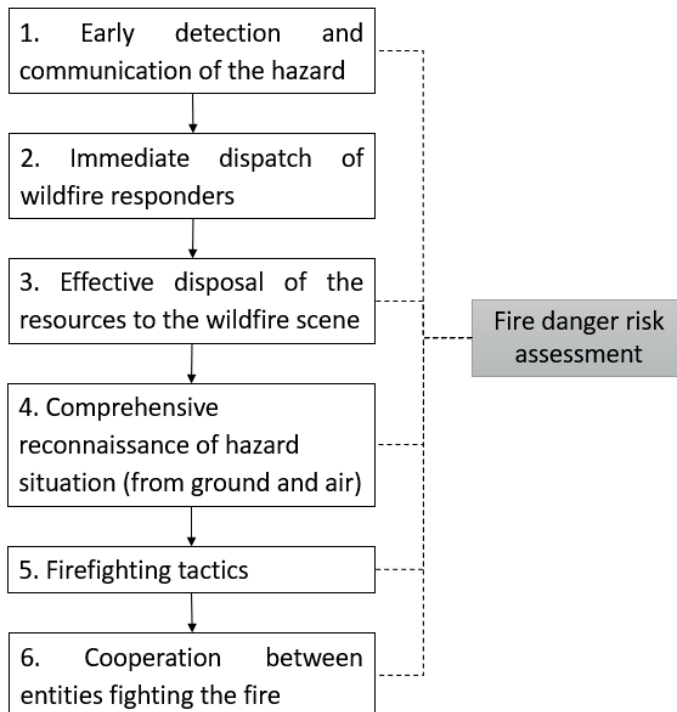 1. Early detection and
communication of the hazard
2. Immediate dispatch of
wildfire responders
3. Effective disposal of the
resources to the wildfire scene
4. Comprehensive
reconnaissance of hazard
situation (from ground and air)
5. Firefighting tactics
6. Cooperation between
entities fighting the fire
Fire danger risk
assessment